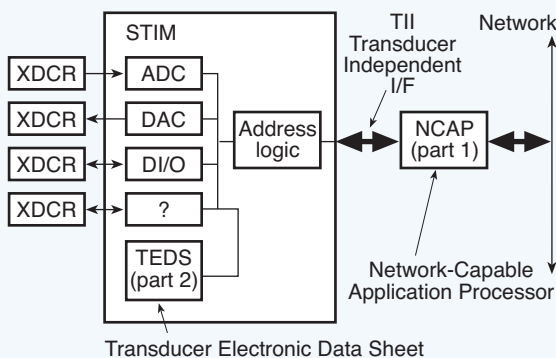 STIM
TII
Transducer
Independent
I/F
Network
XDCR
ADC
XDCR
DAC
XDCR
DI/O
XDCR
?
Address
logic
NCAP
(part 1)
TEDS
(part 2)
Network-Capable
Application Processor
Transducer Electronic Data Sheet